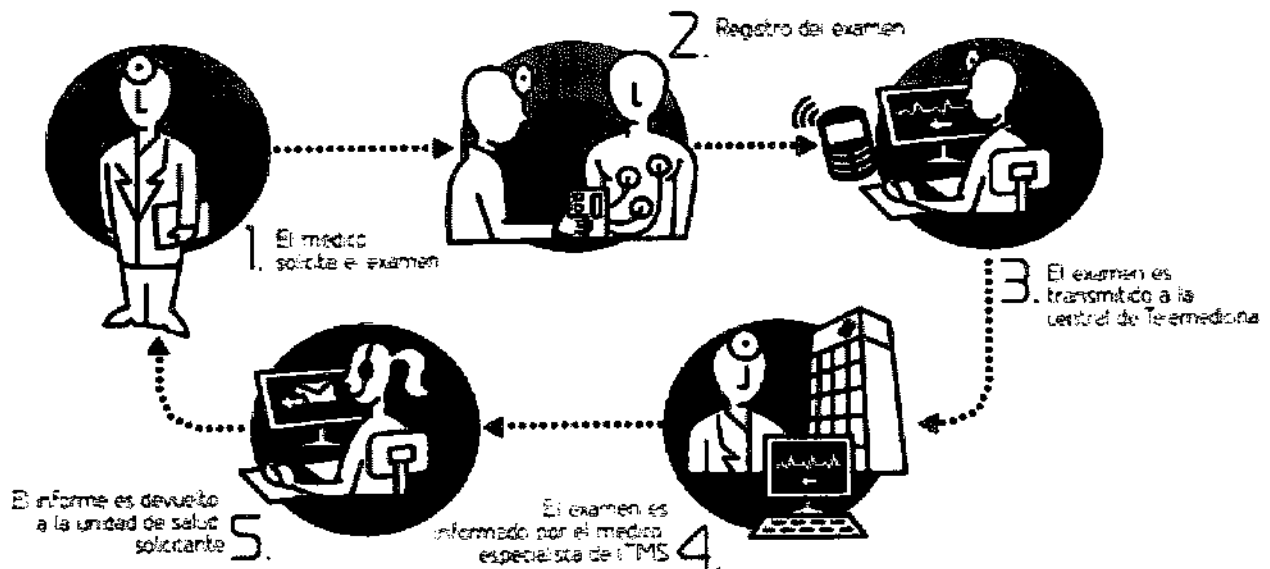 1. El médico
solicita el examen
2. Registro del examen
3. El examen es
transmitido a la
central de Telemedicina
4. El examen es
informado por el médico
especialista de ITMS
5. El informe es devuelto
a la unidad de salud
solicitante